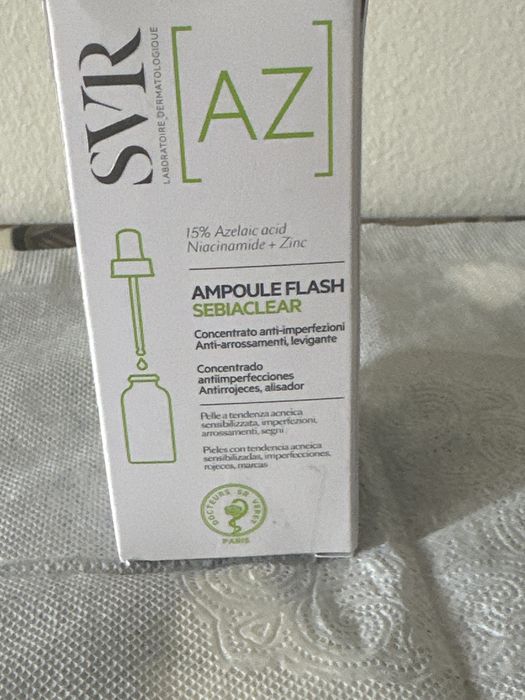 SVR
LABORATOIRE DERMATOLOGIQUE
[AZ]
15% Azelaic acid
Niacinamide + Zinc
AMPOULE FLASH
SEBIACLEAR
Concentrato anti-imperfezioni
Anti-arrossamenti, levigante
Concentrado
antiimperfecciones
Antirrojeces, alisador
Pelle a tendenza acneica
sensibilizzata, imperfezioni,
arrossamenti, segni
Pieles con tendencia acneica
sensibilizadas, imperfecciones,
rojeces, marcas
DOCTEURS SR VERET
PARIS